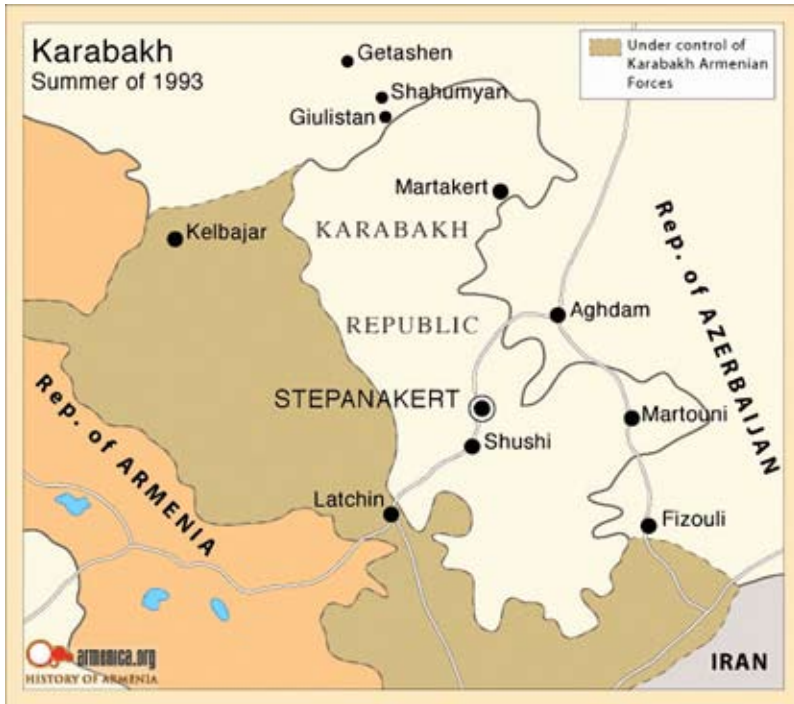 Karabakh
Summer of 1993
Under control of
Karabakh Armenian
Forces
Getashen
Shahumyan
Giulistan
Martakert
Kelbajar
KARABAKH
REPUBLIC
Rep. of AZERBAIJAN
Aghdam
STEPANAKERT
Martouni
Shushi
Rep. of ARMENIA
Latchin
Fizouli
IRAN
armenica.org
HISTORY OF ARMENIA